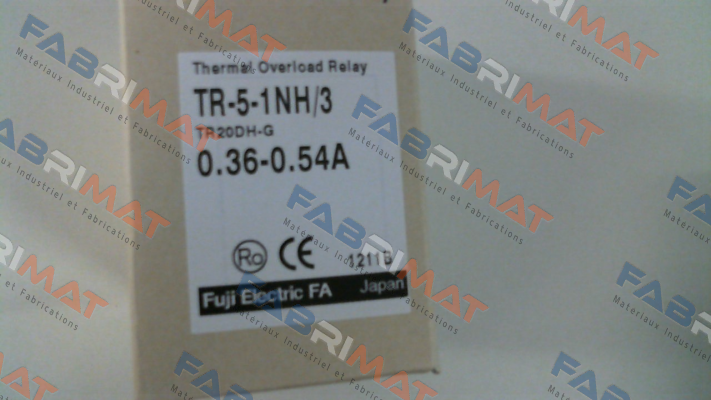 Thermal Overload Relay
TR-5-1NH/3
TR20DH-G
0.36-0.54A
Ro CE
Fuji Electric FA Japan
FABRIMAT
Materiaux Industriel et Fabrications